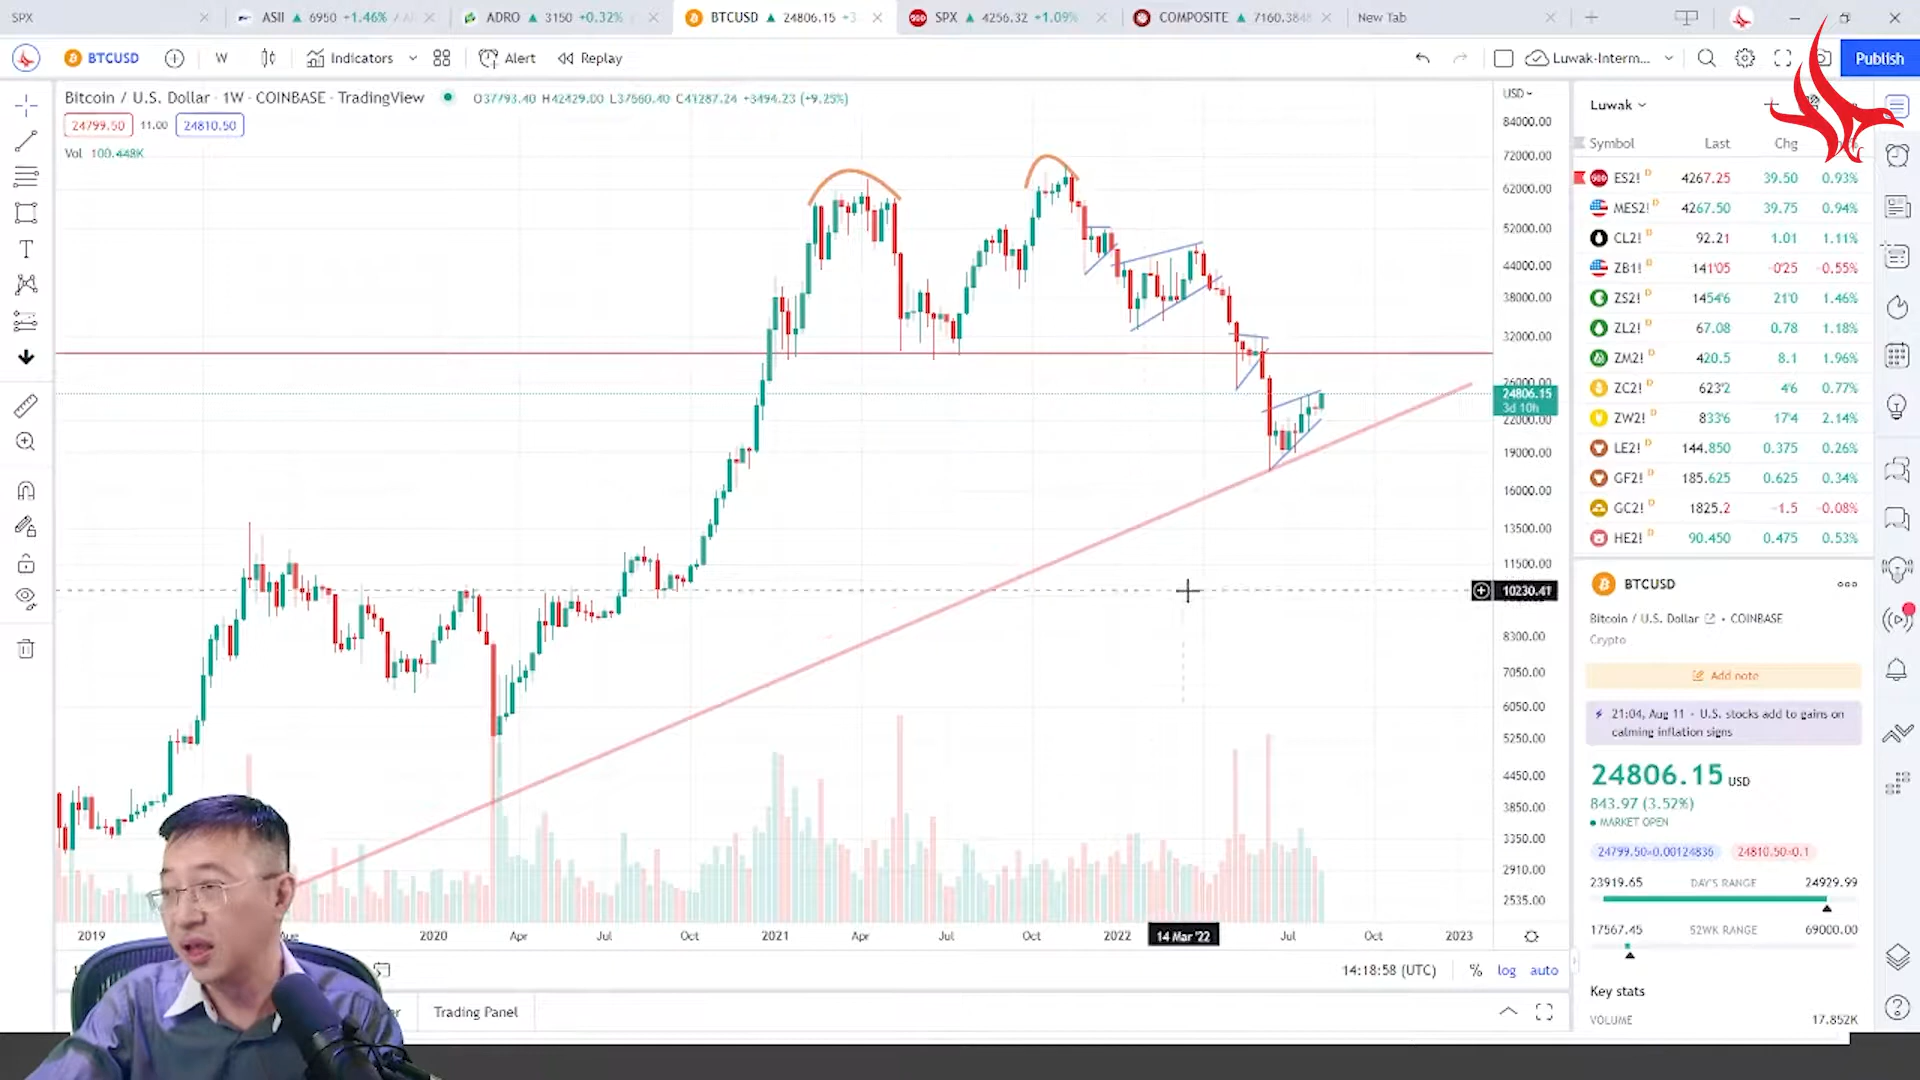 SPX
ASII ▲ 6950 +1.46% / A
ADRO ▲ 3150 +0.32%
BTCUSD ▲ 24806.15 +3
SPX ▲ 4256.32 +1.09%
COMPOSITE ▲ 7160.3848
New Tab
BTCUSD
W
Indicators
Alert
Replay
Luwak-Interm...
Publish
Bitcoin / U.S. Dollar · 1W · COINBASE · TradingView
O37793.40 H42429.00 L37560.40 C41287.24 +3494.23 (+9.25%)
24799.50 11.00 24810.50
Vol 100.448K
USD
84000.00
72000.00
62000.00
52000.00
44000.00
38000.00
32000.00
26000.00
24806.15
3d 10h
22000.00
19000.00
16000.00
13500.00
11500.00
10230.41
8300.00
7050.00
6050.00
5250.00
4450.00
3850.00
3350.00
2910.00
2535.00
2019
Aug
2020
Apr
Jul
Oct
2021
Apr
Jul
Oct
2022
14 Mar '22
Jul
Oct
2023
14:18:58 (UTC)
%
log
auto
Trading Panel
Luwak
Symbol Last Chg
ES2! D 4267.25 39.50 0.93%
MES2! D 4267.50 39.75 0.94%
CL2! D 92.21 1.01 1.11%
ZB1! D 141'05 -0'25 -0.55%
ZS2! D 1454'6 21'0 1.46%
ZL2! D 67.08 0.78 1.18%
ZM2! D 420.5 8.1 1.96%
ZC2! D 623'2 4'6 0.77%
ZW2! D 833'6 17'4 2.14%
LE2! D 144.850 0.375 0.26%
GF2! D 185.625 0.625 0.34%
GC2! D 1825.2 -1.5 -0.08%
HE2! D 90.450 0.475 0.53%
BTCUSD
Bitcoin / U.S. Dollar • COINBASE
Crypto
Add note
21:04, Aug 11 - U.S. stocks add to gains on
calming inflation signs
24806.15 USD
843.97 (3.52%)
MARKET OPEN
24799.50×0.00124836 24810.50×0.1
23919.65 DAY'S RANGE 24929.99
17567.45 52WK RANGE 69000.00
Key stats
VOLUME 17.852K